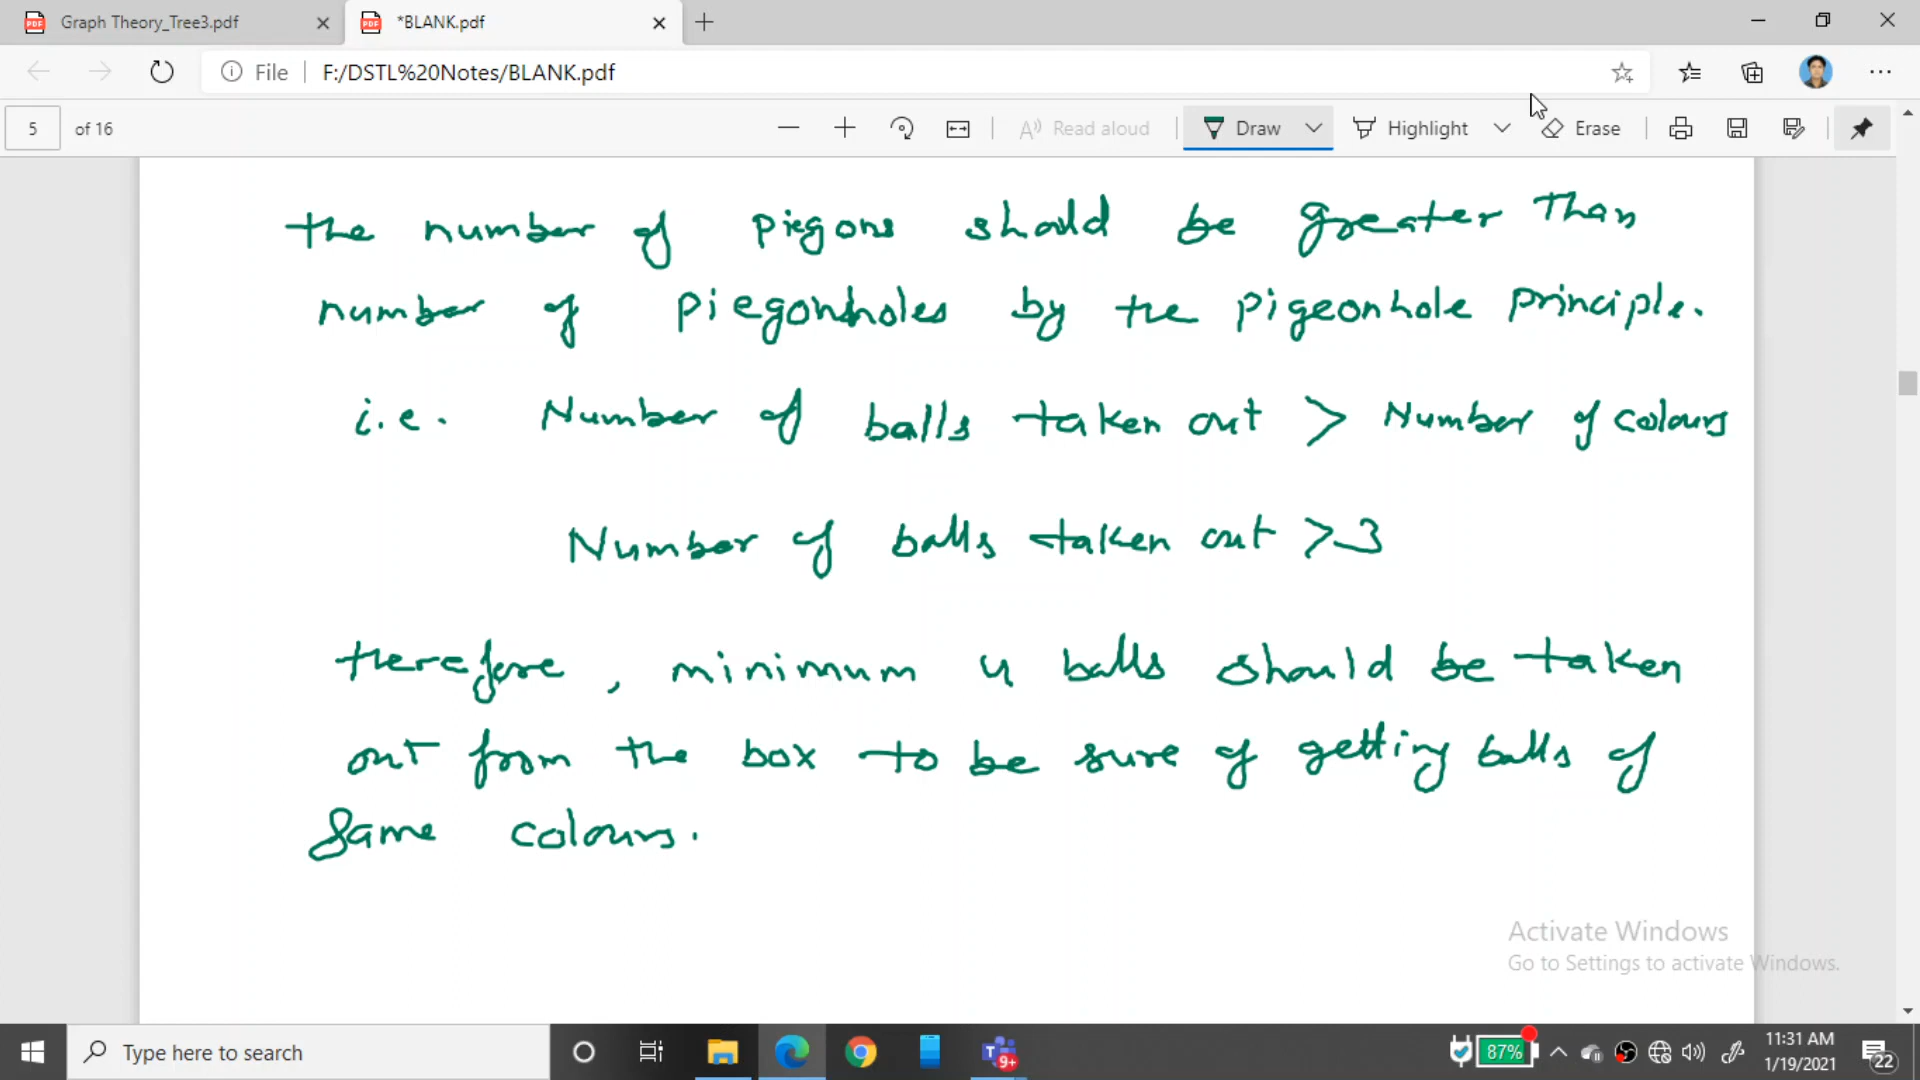 Graph Theory_Tree3.pdf
*BLANK.pdf
File
F:/DSTL%20Notes/BLANK.pdf
5 of 16
Read aloud
Draw
Highlight
Erase
the number of piegons should be greater than
number of piegonholes by the pigeonhole principle.
i.e. Number of balls taken out > Number of colours
Number of balls taken out > 3
therefore, minimum 4 balls should be taken
out from the box to be sure of getting balls of
same colours.
Activate Windows
Go to Settings to activate Windows.
Type here to search
9+
87%
11:31 AM
1/19/2021
22